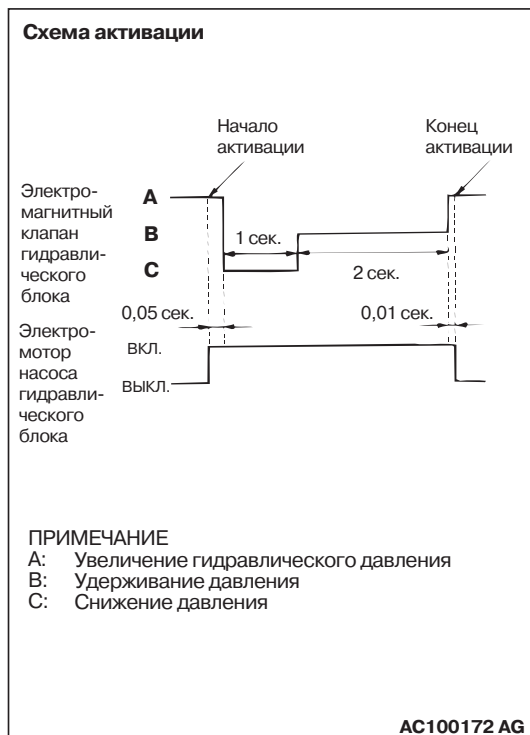 Схема активации
Начало
активации
Конец
активации
Электро-
магнитный
клапан
гидравли-
ческого
блока
A
B
C
1 сек.
2 сек.
0,05 сек.
0,01 сек.
Электро-
мотор
насоса
гидравли-
ческого
блока
ВКЛ.
ВЫКЛ.
ПРИМЕЧАНИЕ
A: Увеличение гидравлического давления
B: Удерживание давления
C: Снижение давления
AC100172 AG